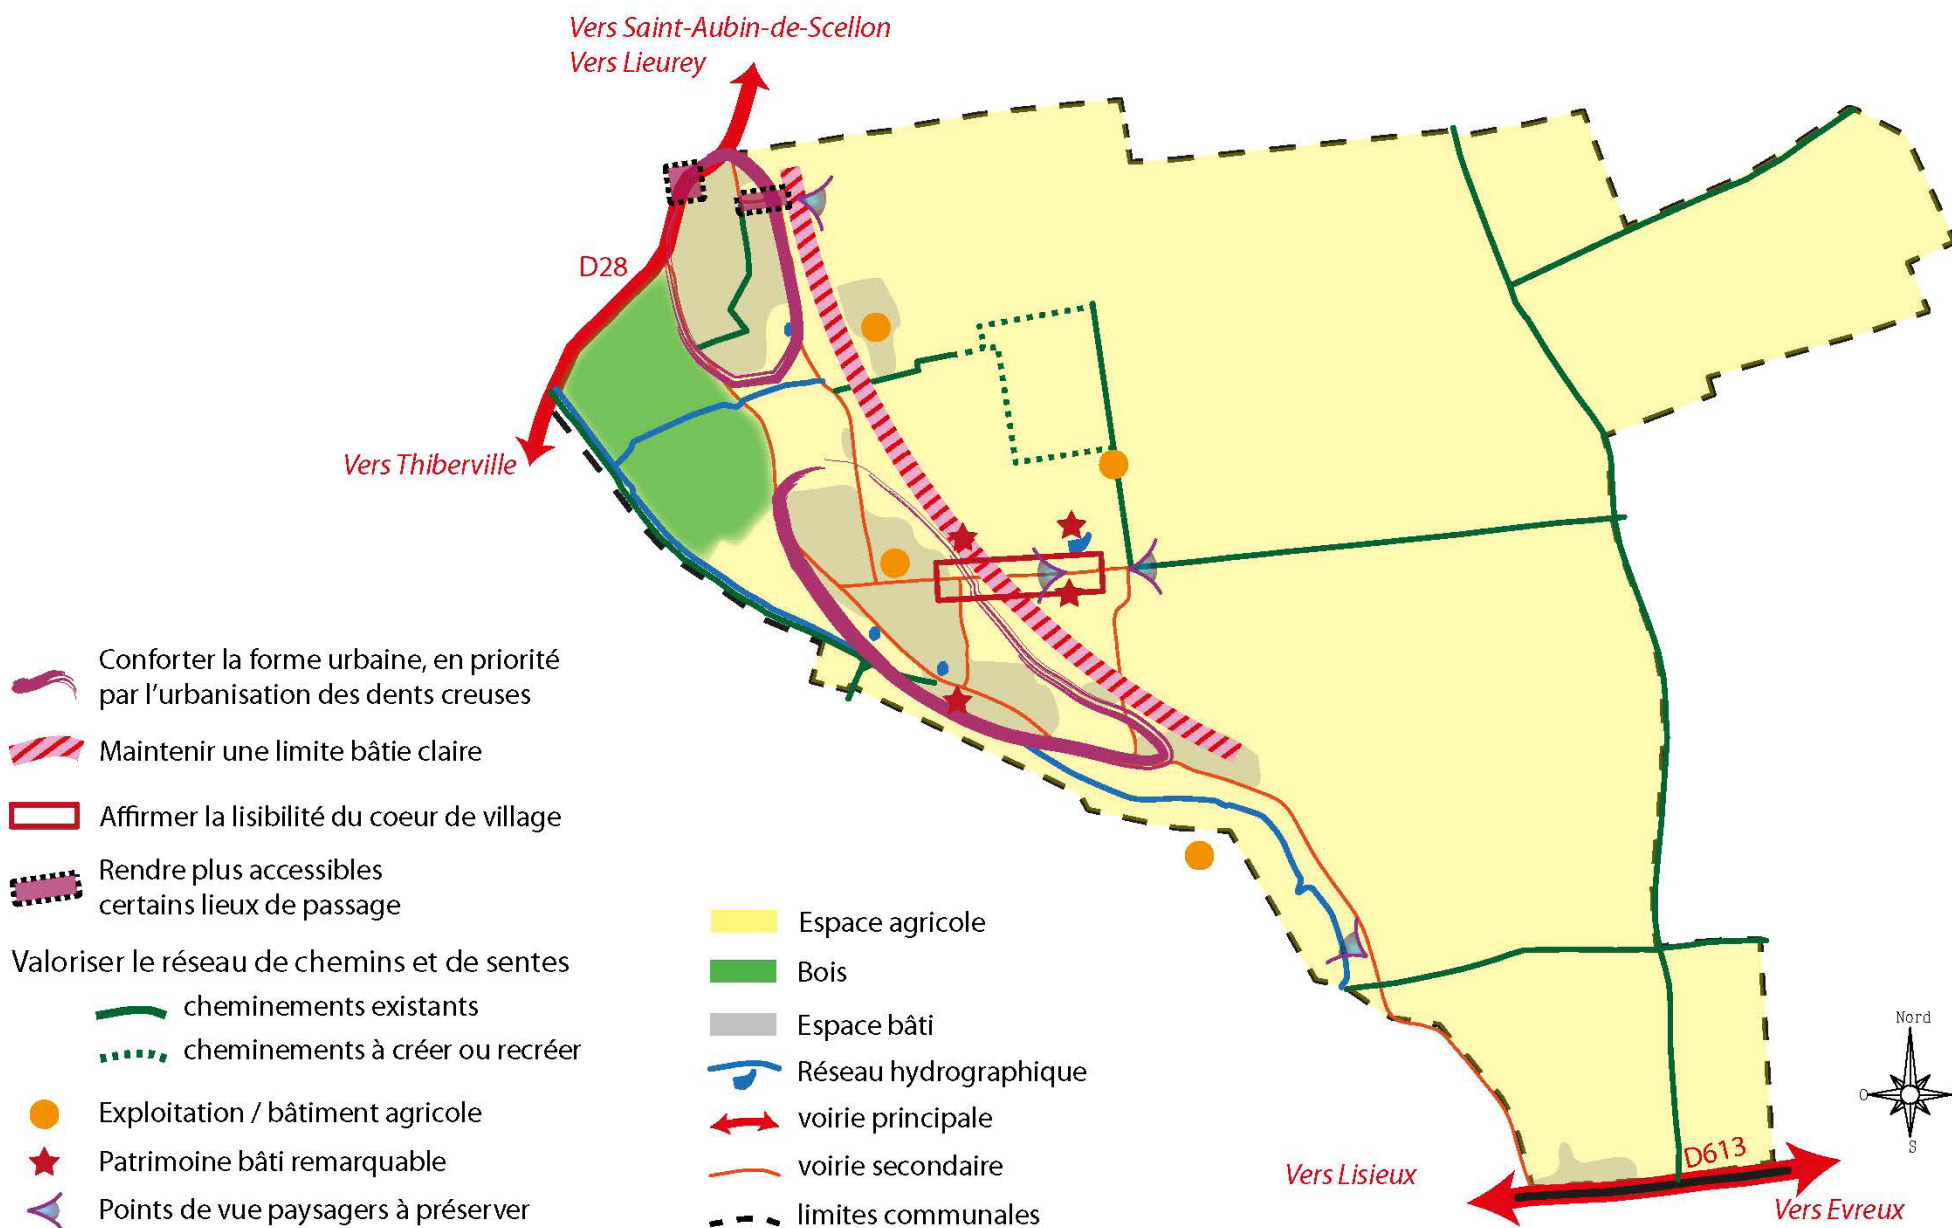 Vers Saint-Aubin-de-Scellon
Vers Lieurey
D28
Vers Thiberville
Conforter la forme urbaine, en priorité
par l'urbanisation des dents creuses
Maintenir une limite bâtie claire
Affirmer la lisibilité du coeur de village
Rendre plus accessibles
certains lieux de passage
Valoriser le réseau de chemins et de sentes
cheminements existants
cheminements à créer ou recréer
Exploitation / bâtiment agricole
Patrimoine bâti remarquable
Points de vue paysagers à préserver
Espace agricole
Bois
Espace bâti
Réseau hydrographique
voirie principale
voirie secondaire
limites communales
Vers Lisieux
D613
Vers Evreux
Nord
O
S